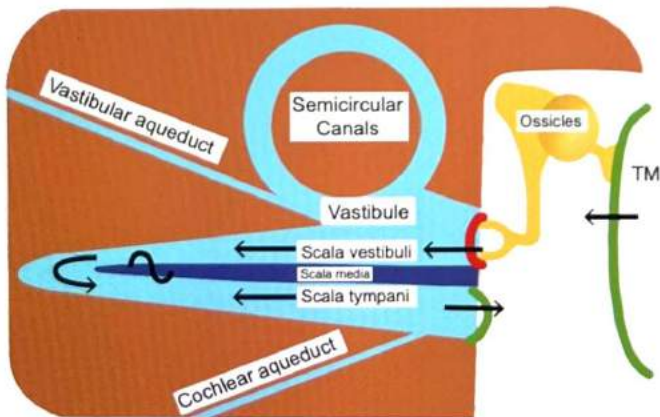 Vastibular aqueduct
Semicircular
Canals
Ossicles
TM
Vastibule
Scala vestibuli
Scala media
Scala tympani
Cochlear aqueduct